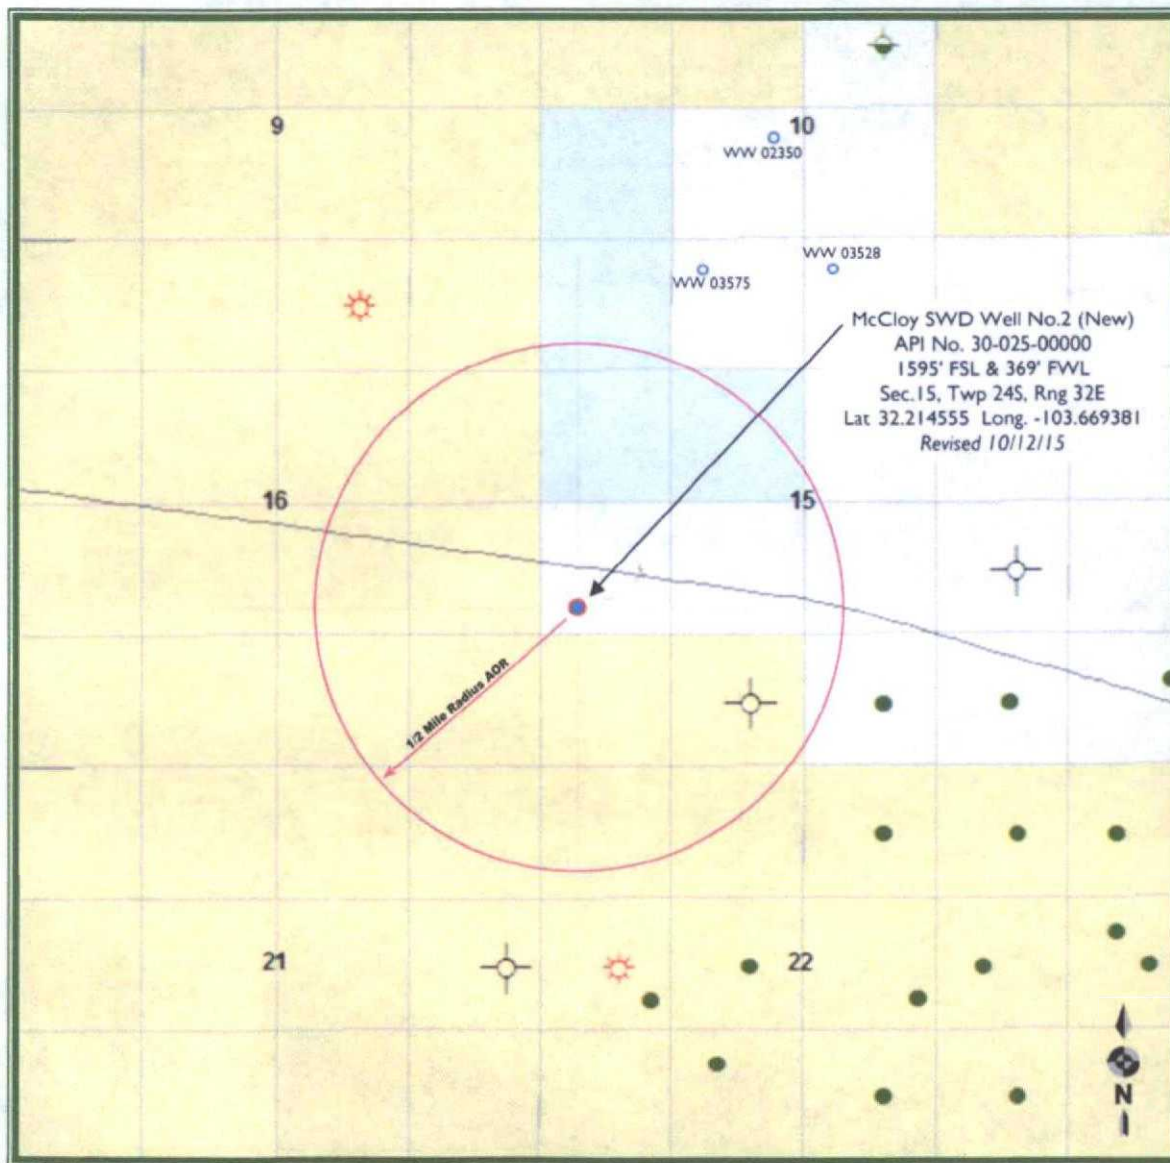 9
10
WW 02350
WW 03528
WW 03575
McCloy SWD Well No.2 (New)
API No. 30-025-00000
1595' FSL & 369' FWL
Sec.15, Twp 24S, Rng 32E
Lat 32.214555 Long. -103.669381
Revised 10/12/15
16
15
1/2 Mile Radius AOR
21
22
N